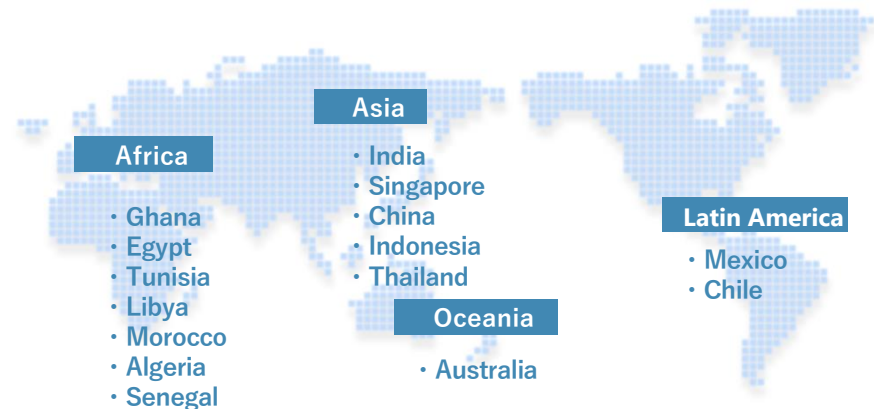 Africa
・Ghana
・Egypt
・Tunisia
・Libya
・Morocco
・Algeria
・Senegal
Asia
・India
・Singapore
・China
・Indonesia
・Thailand
Oceania
・Australia
Latin America
・Mexico
・Chile